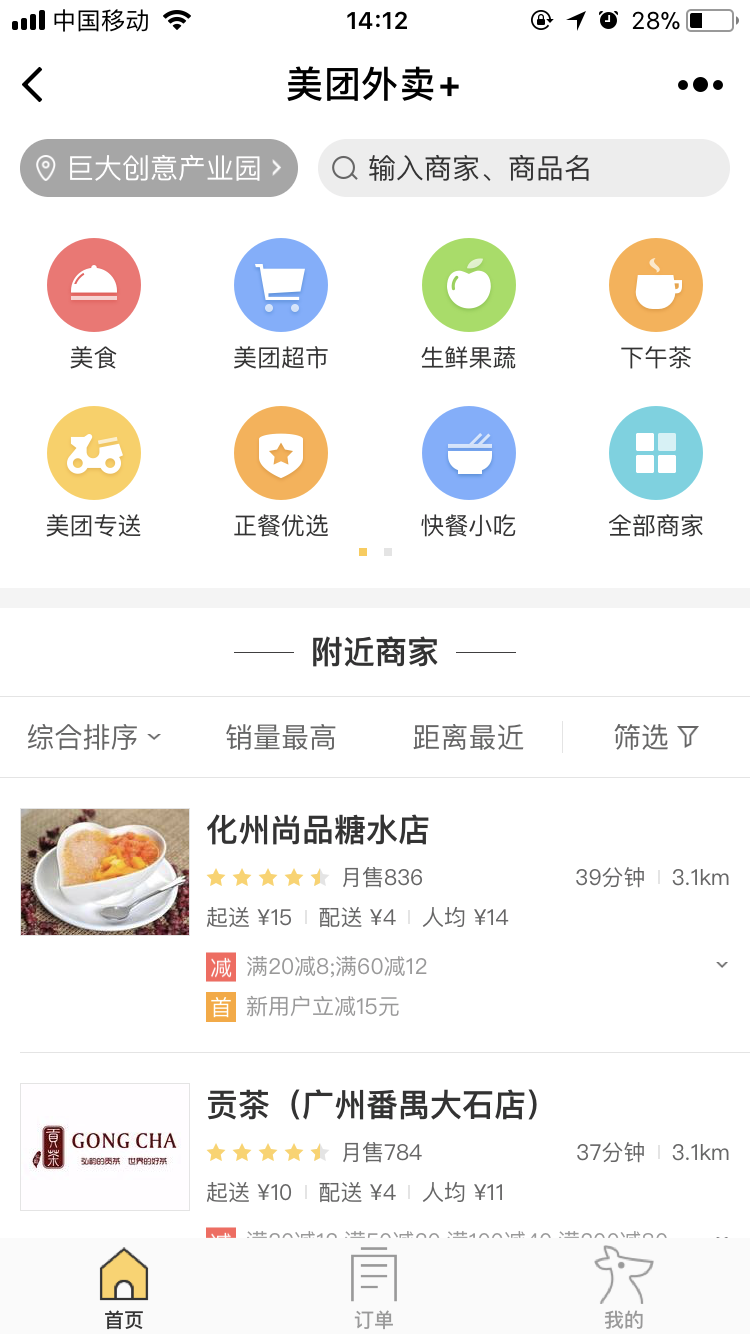 中国移动 14:12 28%
美团外卖+
巨大创意产业园 输入商家、商品名
美食 美团超市 生鲜果蔬 下午茶
美团专送 正餐优选 快餐小吃 全部商家
附近商家
综合排序 销量最高 距离最近 筛选
化州尚品糖水店
月售836 39分钟 3.1km
起送 ¥15 配送 ¥4 人均 ¥14
减 满20减8;满60减12
首 新用户立减15元
贡茶（广州番禺大石店）
貢茶 GONG CHA
弘韵的贡茶 世界的好茶
月售784 37分钟 3.1km
起送 ¥10 配送 ¥4 人均 ¥11
首页 订单 我的